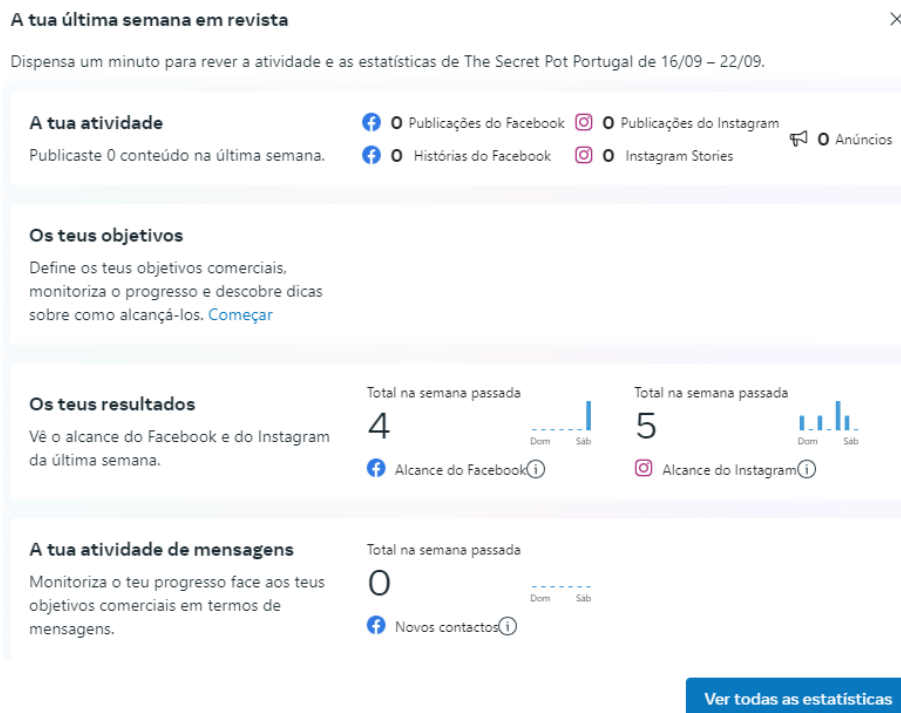 A tua última semana em revista
Dispensa um minuto para rever a atividade e as estatísticas de The Secret Pot Portugal de 16/09 – 22/09.
A tua atividade
Publicaste 0 conteúdo na última semana.
0 Publicações do Facebook
0 Publicações do Instagram
0 Histórias do Facebook
0 Instagram Stories
0 Anúncios
Os teus objetivos
Define os teus objetivos comerciais,
monitoriza o progresso e descobre dicas
sobre como alcançá-los. Começar
Os teus resultados
Vê o alcance do Facebook e do Instagram
da última semana.
Total na semana passada
4
Dom Sáb
Alcance do Facebook
Total na semana passada
5
Dom Sáb
Alcance do Instagram
A tua atividade de mensagens
Monitoriza o teu progresso face aos teus
objetivos comerciais em termos de
mensagens.
Total na semana passada
0
Dom Sáb
Novos contactos
Ver todas as estatísticas